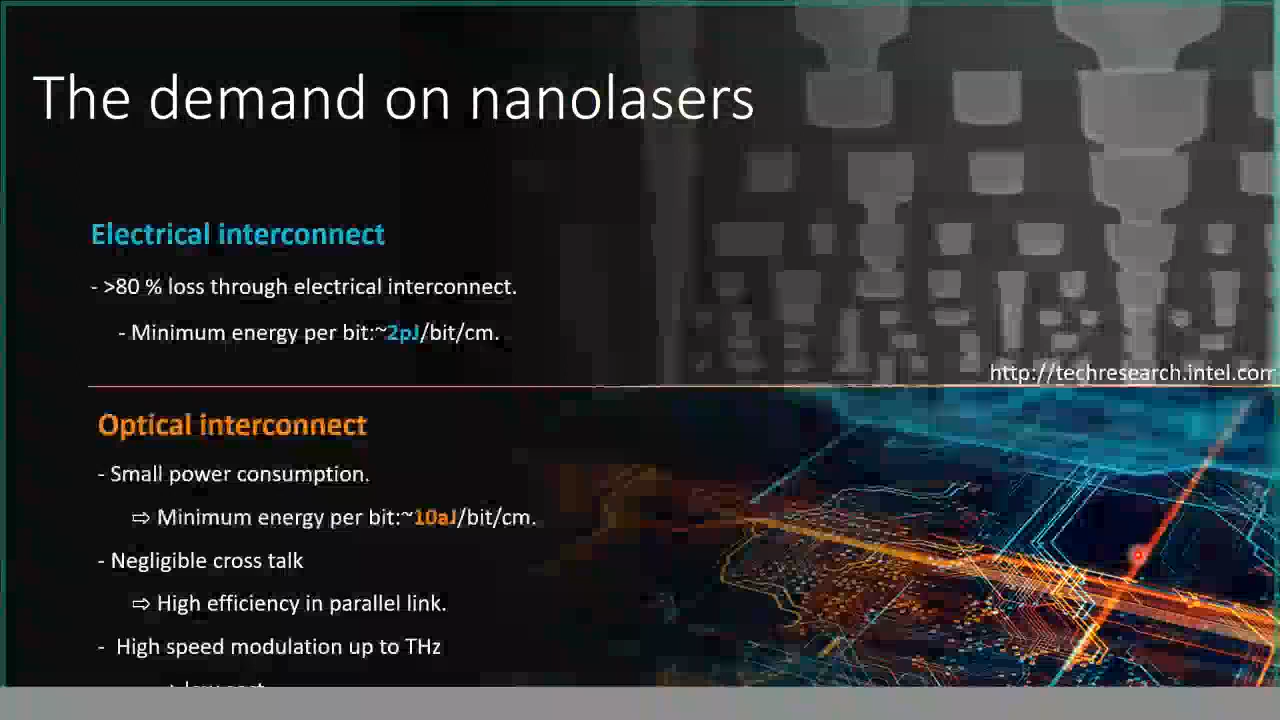 The demand on nanolasers
Electrical interconnect
- >80 % loss through electrical interconnect.
- Minimum energy per bit:~2pJ/bit/cm.
http://techresearch.intel.com
Optical interconnect
- Small power consumption.
⇨ Minimum energy per bit:~10aJ/bit/cm.
- Negligible cross talk
⇨ High efficiency in parallel link.
- High speed modulation up to THz